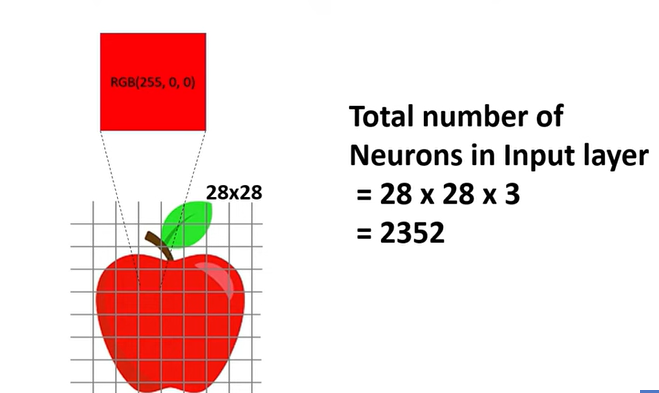 RGB(255, 0, 0)
28x28
Total number of
Neurons in Input layer
= 28 x 28 x 3
= 2352